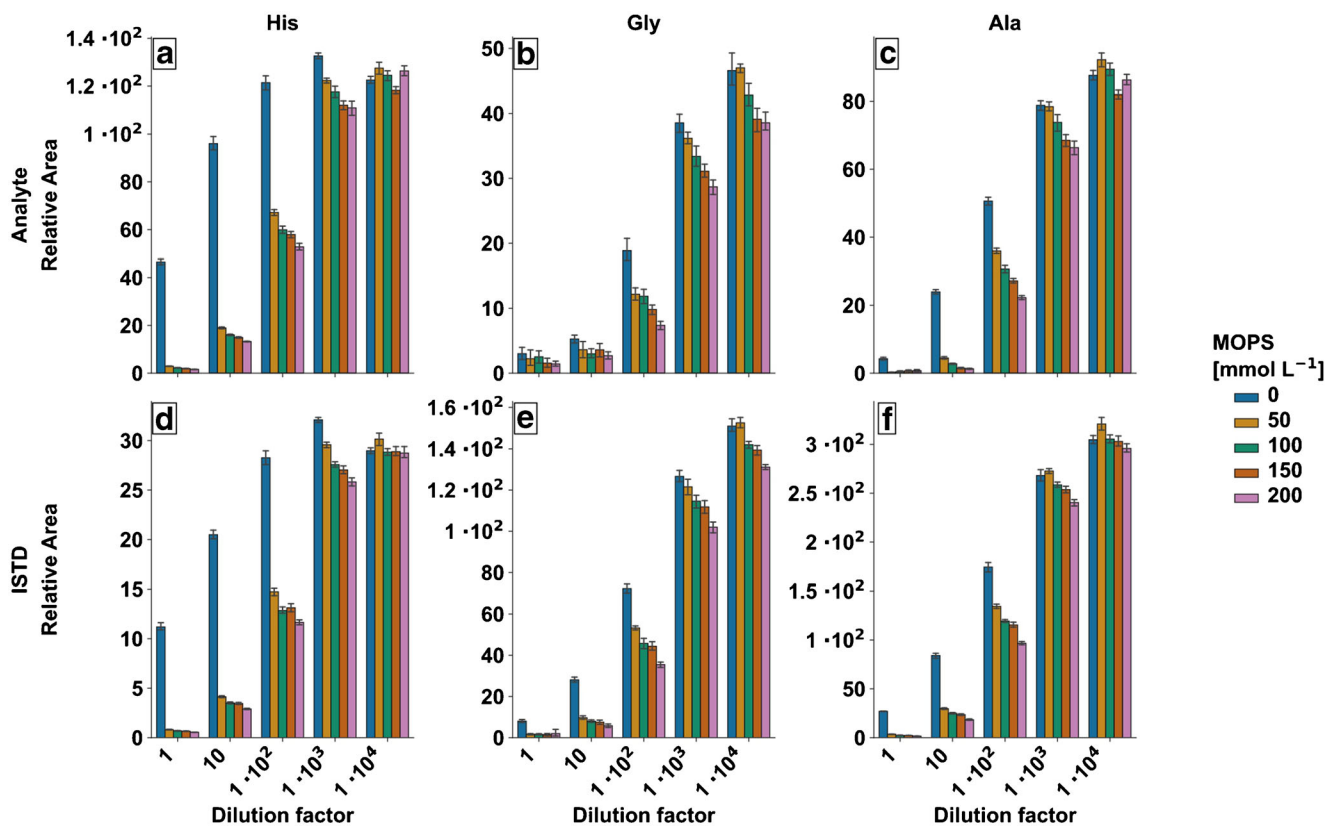 His
Gly
Ala
a
b
c
1.4 · 10²
1.2 · 10²
1 · 10²
80
60
40
20
0
50
40
30
20
10
0
80
60
40
20
0
Analyte
Relative Area
MOPS
[mmol L⁻¹]
0
50
100
150
200
d
e
f
30
25
20
15
10
5
0
1.6 · 10²
1.4 · 10²
1.2 · 10²
1 · 10²
80
60
40
20
0
3 · 10²
2.5 · 10²
2 · 10²
1.5 · 10²
1 · 10²
50
0
ISTD
Relative Area
1
10
1 · 10²
1 · 10³
1 · 10⁴
1
10
1 · 10²
1 · 10³
1 · 10⁴
1
10
1 · 10²
1 · 10³
1 · 10⁴
Dilution factor
Dilution factor
Dilution factor